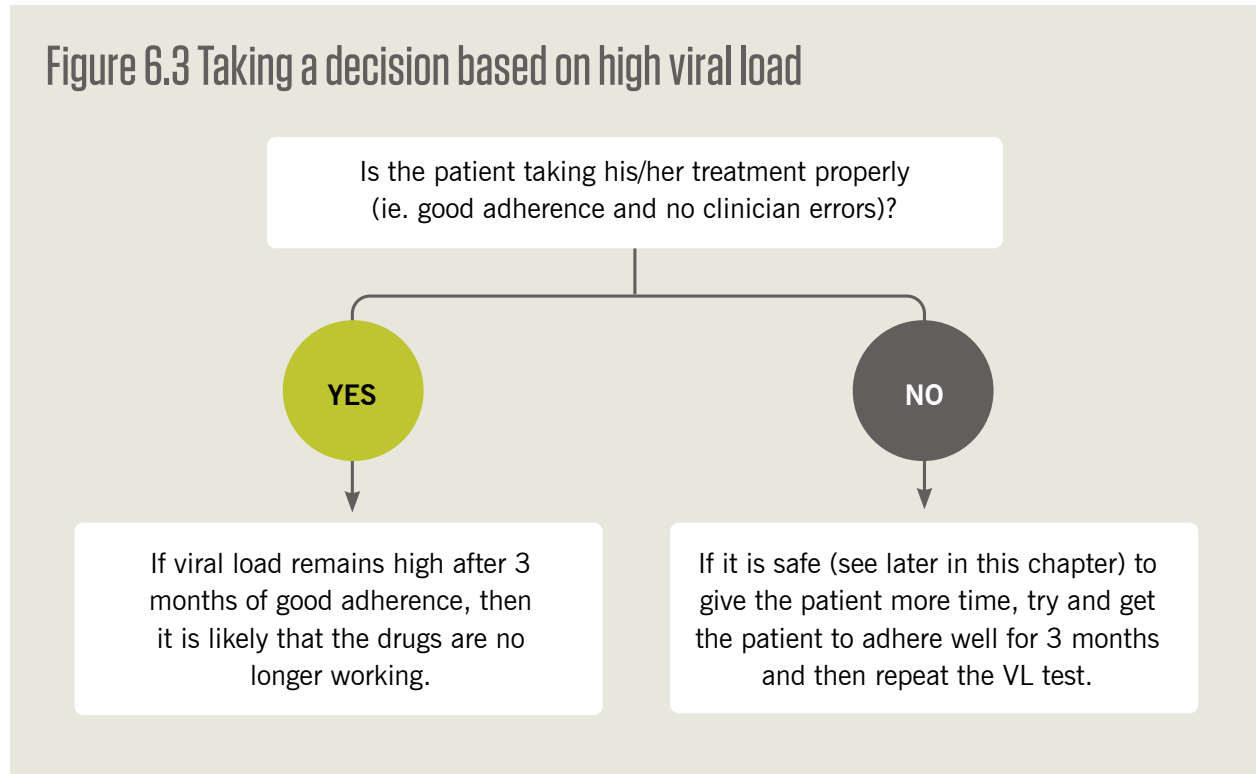 Figure 6.3 Taking a decision based on high viral load
Is the patient taking his/her treatment properly
(ie. good adherence and no clinician errors)?
YES
NO
If viral load remains high after 3
months of good adherence, then
it is likely that the drugs are no
longer working.
If it is safe (see later in this chapter) to
give the patient more time, try and get
the patient to adhere well for 3 months
and then repeat the VL test.